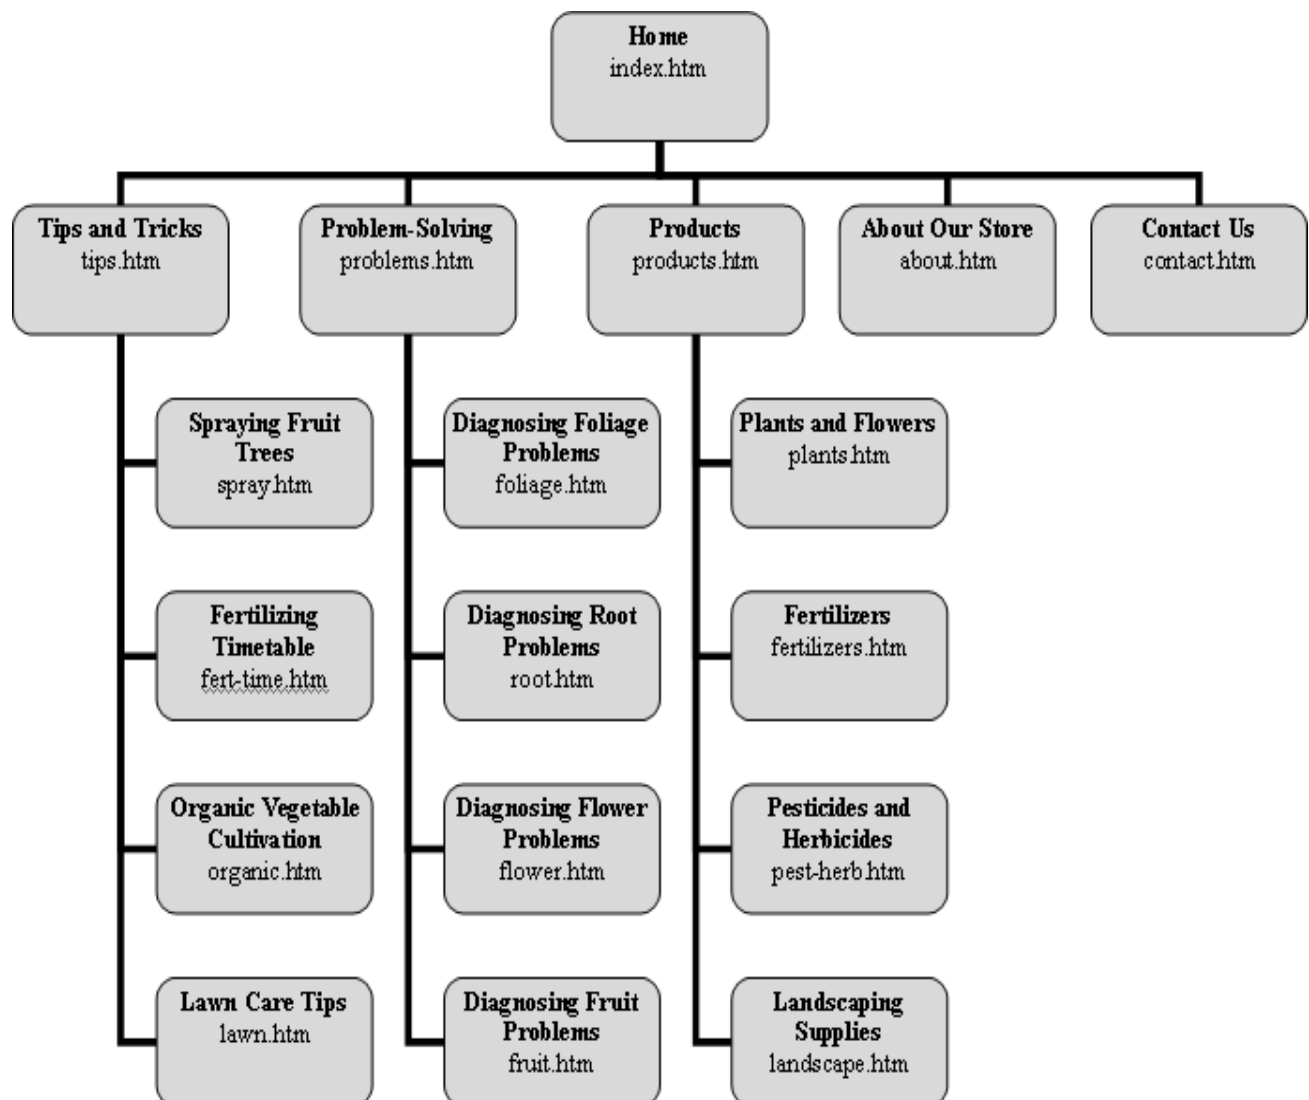 Home
index.htm
Tips and Tricks
tips.htm
Problem-Solving
problems.htm
Products
products.htm
About Our Store
about.htm
Contact Us
contact.htm
Spraying Fruit
Trees
spray.htm
Diagnosing Foliage
Problems
foliage.htm
Plants and Flowers
plants.htm
Fertilizing
Timetable
fert-time.htm
Diagnosing Root
Problems
root.htm
Fertilizers
fertilizers.htm
Organic Vegetable
Cultivation
organic.htm
Diagnosing Flower
Problems
flower.htm
Pesticides and
Herbicides
pest-herb.htm
Lawn Care Tips
lawn.htm
Diagnosing Fruit
Problems
fruit.htm
Landscaping
Supplies
landscape.htm